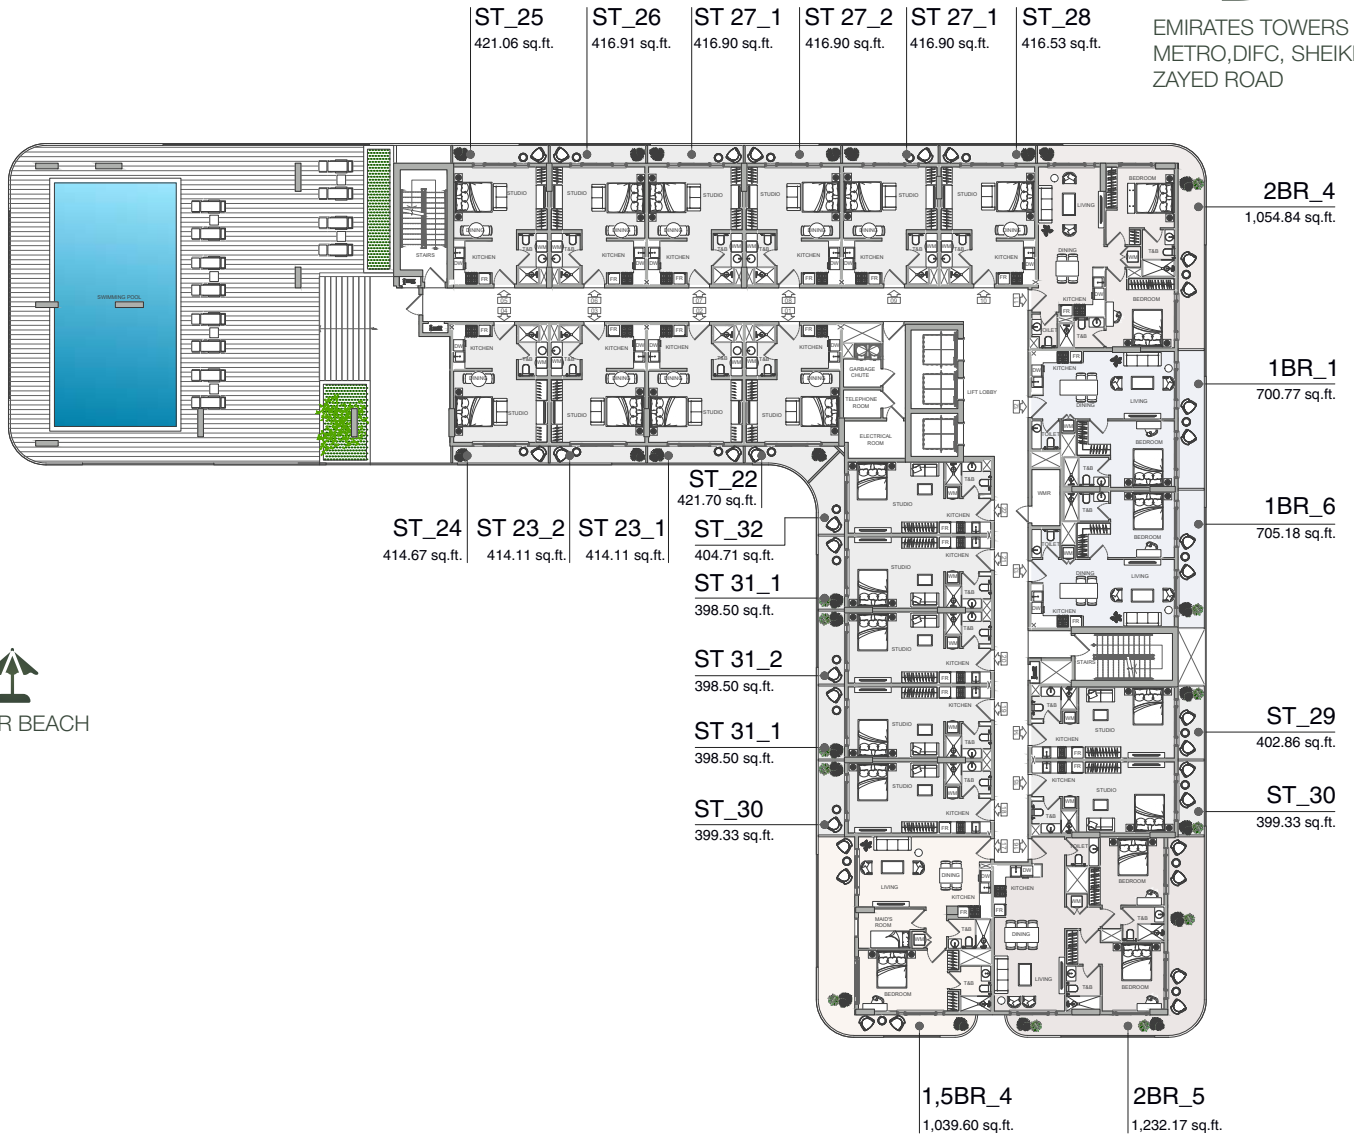 ST_25
421.06 sq.ft.
ST_26
416.91 sq.ft.
ST 27_1
416.90 sq.ft.
ST 27_2
416.90 sq.ft.
ST 27_1
416.90 sq.ft.
ST_28
416.53 sq.ft.
EMIRATES TOWERS
METRO,DIFC, SHEIK
ZAYED ROAD
2BR_4
1,054.84 sq.ft.
1BR_1
700.77 sq.ft.
1BR_6
705.18 sq.ft.
ST_29
402.86 sq.ft.
ST_30
399.33 sq.ft.
SWIMMING POOL
STAIRS
STUDIO
DINING
KITCHEN
T&B
FR
WM
DW
LIVING
BEDROOM
TOILET
GARBAGE
CHUTE
TELEPHONE
ROOM
ELECTRICAL
ROOM
LIFT LOBBY
WMR
STAIRS
MAID'S
ROOM
ST_24
414.67 sq.ft.
ST 23_2
414.11 sq.ft.
ST 23_1
414.11 sq.ft.
ST_22
421.70 sq.ft.
ST_32
404.71 sq.ft.
ST 31_1
398.50 sq.ft.
ST 31_2
398.50 sq.ft.
ST 31_1
398.50 sq.ft.
ST_30
399.33 sq.ft.
R BEACH
1,5BR_4
1,039.60 sq.ft.
2BR_5
1,232.17 sq.ft.